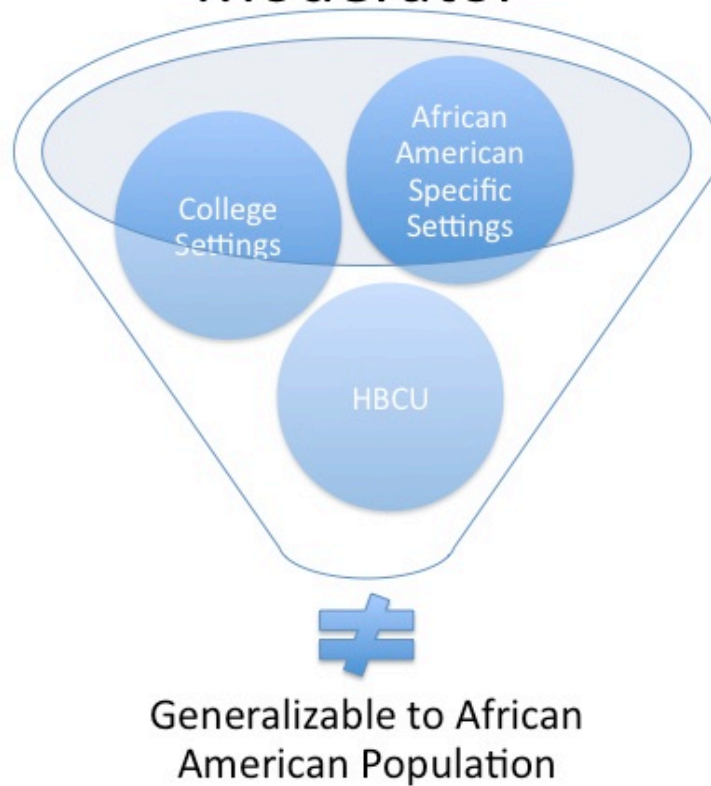 College
Settings
African
American
Specific
Settings
HBCU
≠
Generalizable to African
American Population